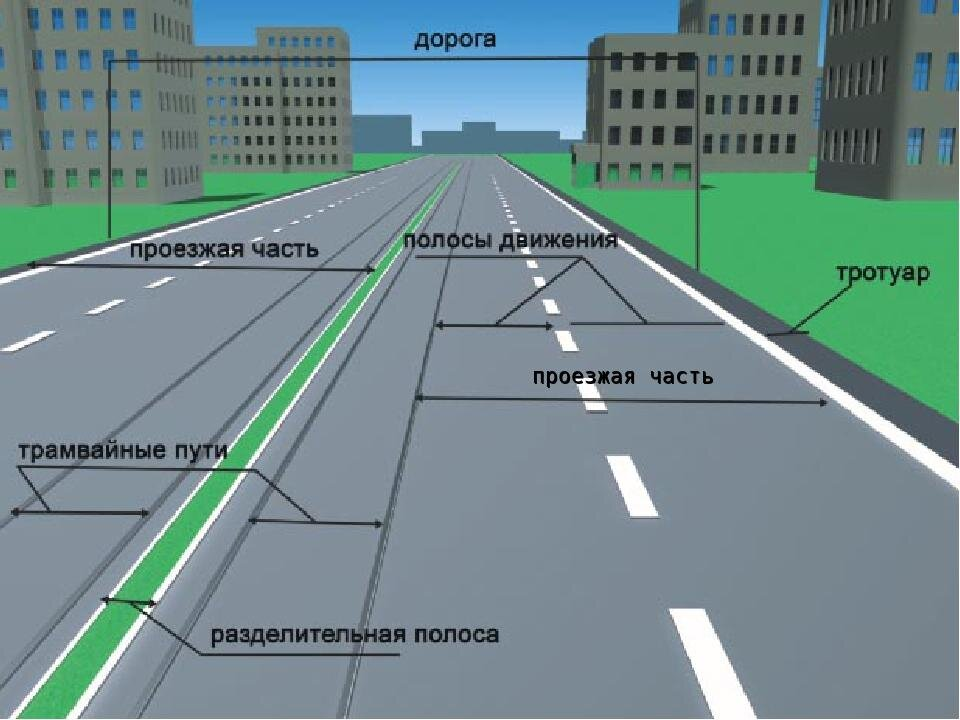 дорога
проезжая часть
полосы движения
тротуар
проезжая часть
трамвайные пути
разделительная полоса